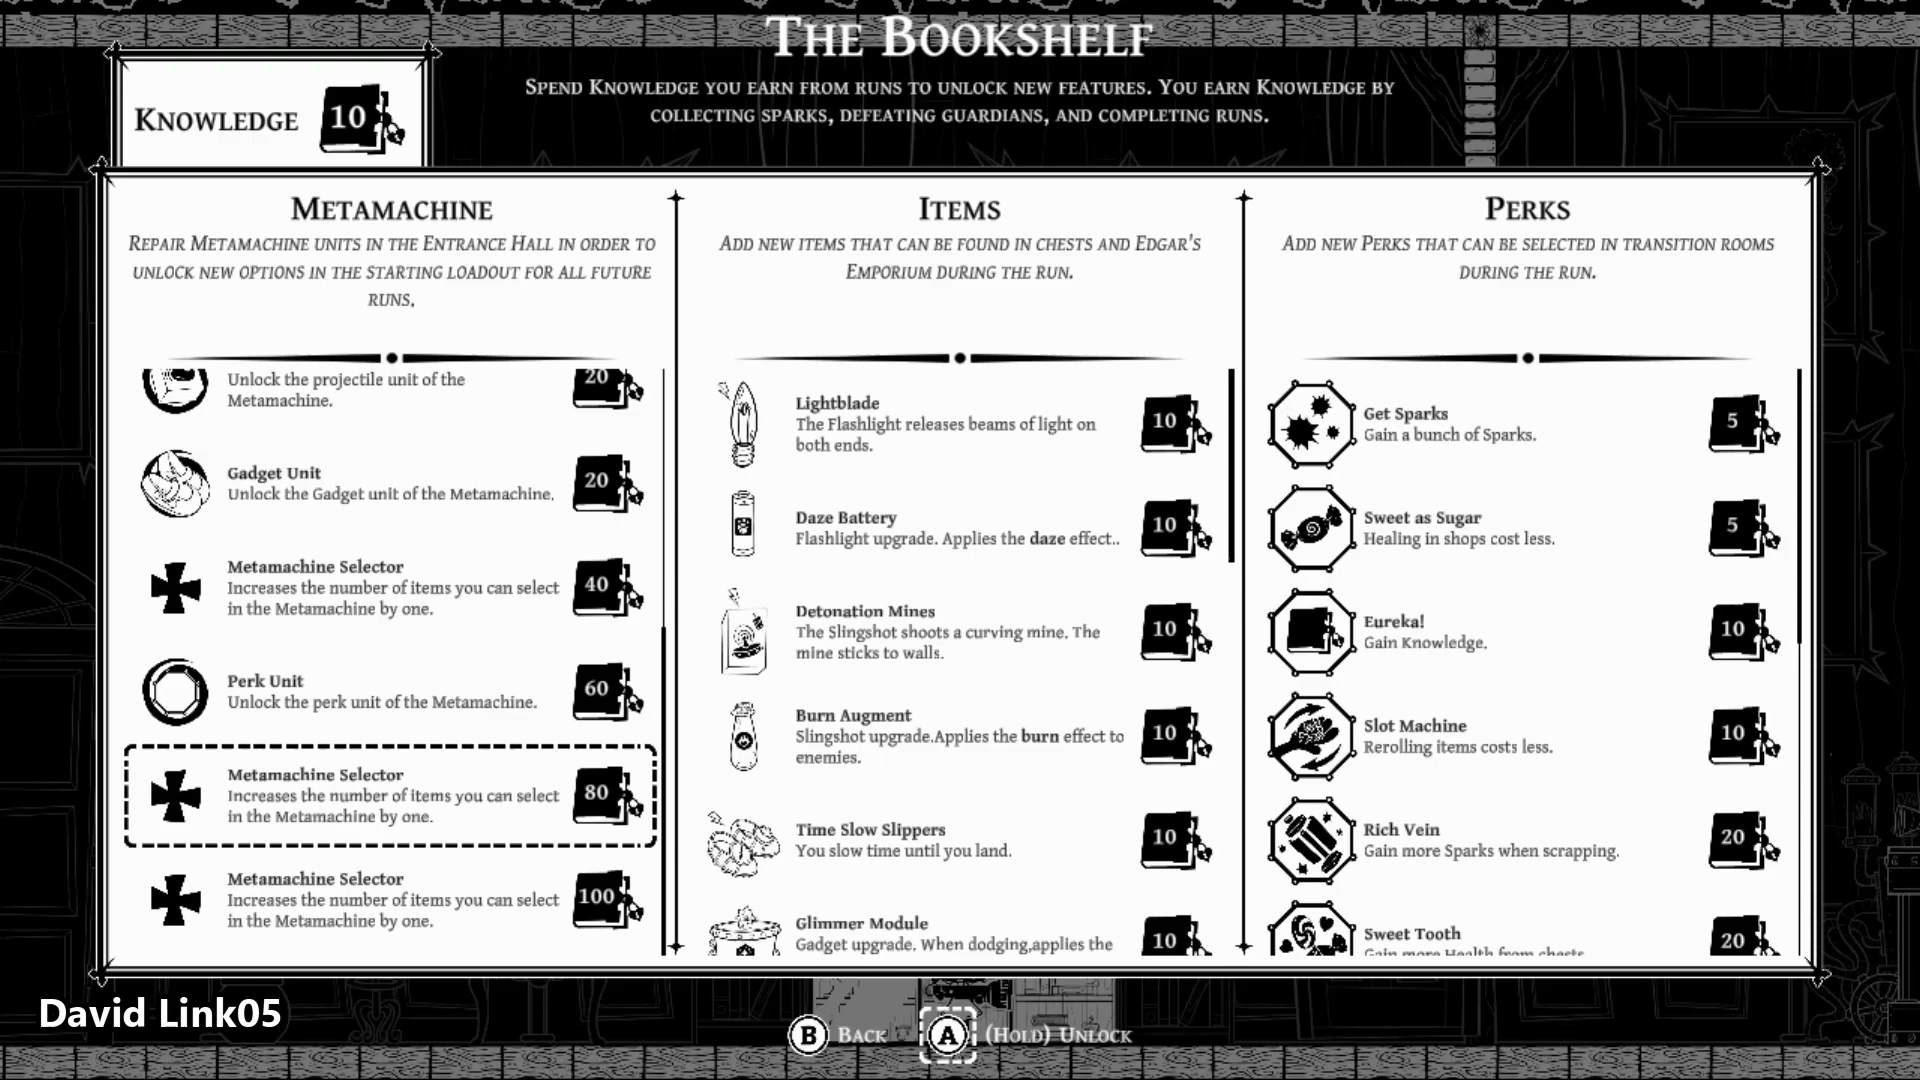 THE BOOKSHELF
SPEND KNOWLEDGE YOU EARN FROM RUNS TO UNLOCK NEW FEATURES. YOU EARN KNOWLEDGE BY
COLLECTING SPARKS, DEFEATING GUARDIANS, AND COMPLETING RUNS.
KNOWLEDGE 10
METAMACHINE
REPAIR METAMACHINE UNITS IN THE ENTRANCE HALL IN ORDER TO
UNLOCK NEW OPTIONS IN THE STARTING LOADOUT FOR ALL FUTURE
RUNS.
Unlock the projectile unit of the
Metamachine.
20
Gadget Unit
Unlock the Gadget unit of the Metamachine.
20
Metamachine Selector
Increases the number of items you can select
in the Metamachine by one.
40
Perk Unit
Unlock the perk unit of the Metamachine.
60
Metamachine Selector
Increases the number of items you can select
in the Metamachine by one.
80
Metamachine Selector
Increases the number of items you can select
in the Metamachine by one.
100
ITEMS
ADD NEW ITEMS THAT CAN BE FOUND IN CHESTS AND EDGAR'S
EMPORIUM DURING THE RUN.
Lightblade
The Flashlight releases beams of light on
both ends.
10
Daze Battery
Flashlight upgrade. Applies the daze effect..
10
Detonation Mines
The Slingshot shoots a curving mine. The
mine sticks to walls.
10
Burn Augment
Slingshot upgrade.Applies the burn effect to
enemies.
10
Time Slow Slippers
You slow time until you land.
10
Glimmer Module
Gadget upgrade. When dodging,applies the
10
PERKS
ADD NEW PERKS THAT CAN BE SELECTED IN TRANSITION ROOMS
DURING THE RUN.
Get Sparks
Gain a bunch of Sparks.
5
Sweet as Sugar
Healing in shops cost less.
5
Eureka!
Gain Knowledge.
10
Slot Machine
Rerolling items costs less.
10
Rich Vein
Gain more Sparks when scrapping.
20
Sweet Tooth
Gain more Health from chests
20
David Link05
B BACK A (HOLD) UNLOCK